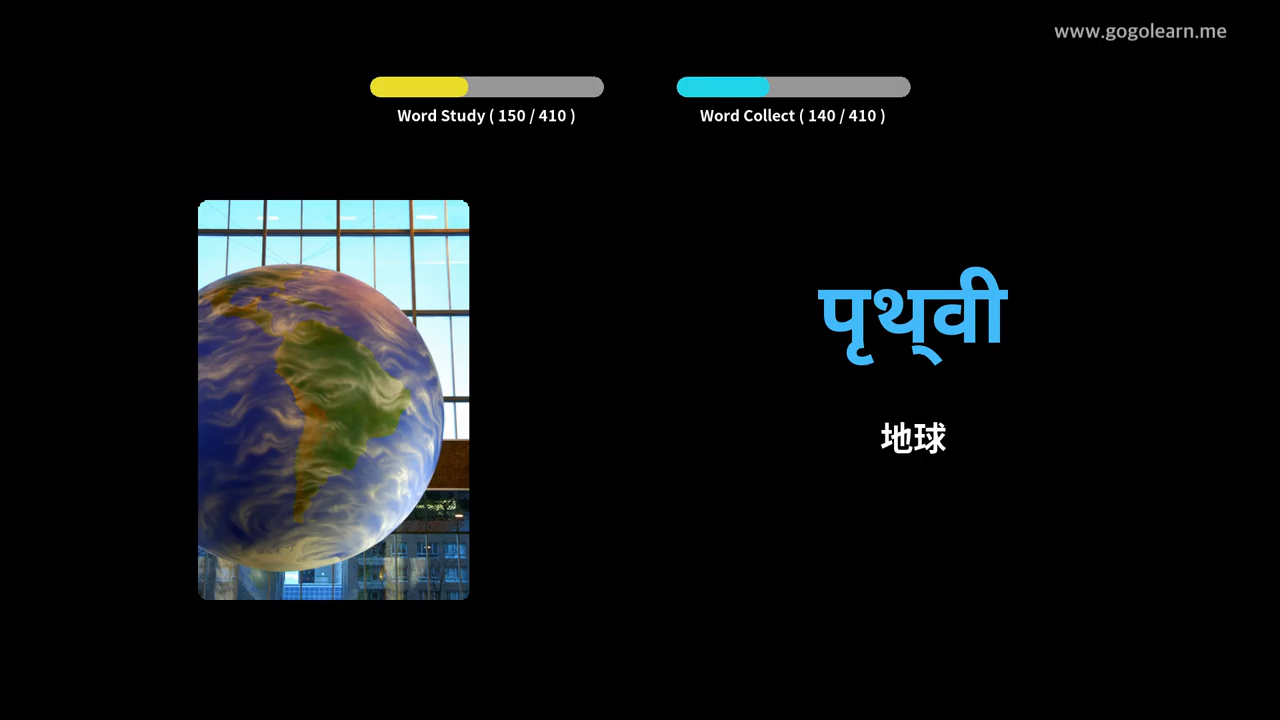 www.gogolearn.me
Word Study ( 150 / 410 )
Word Collect ( 140 / 410 )
पृथ्‌वी
地球